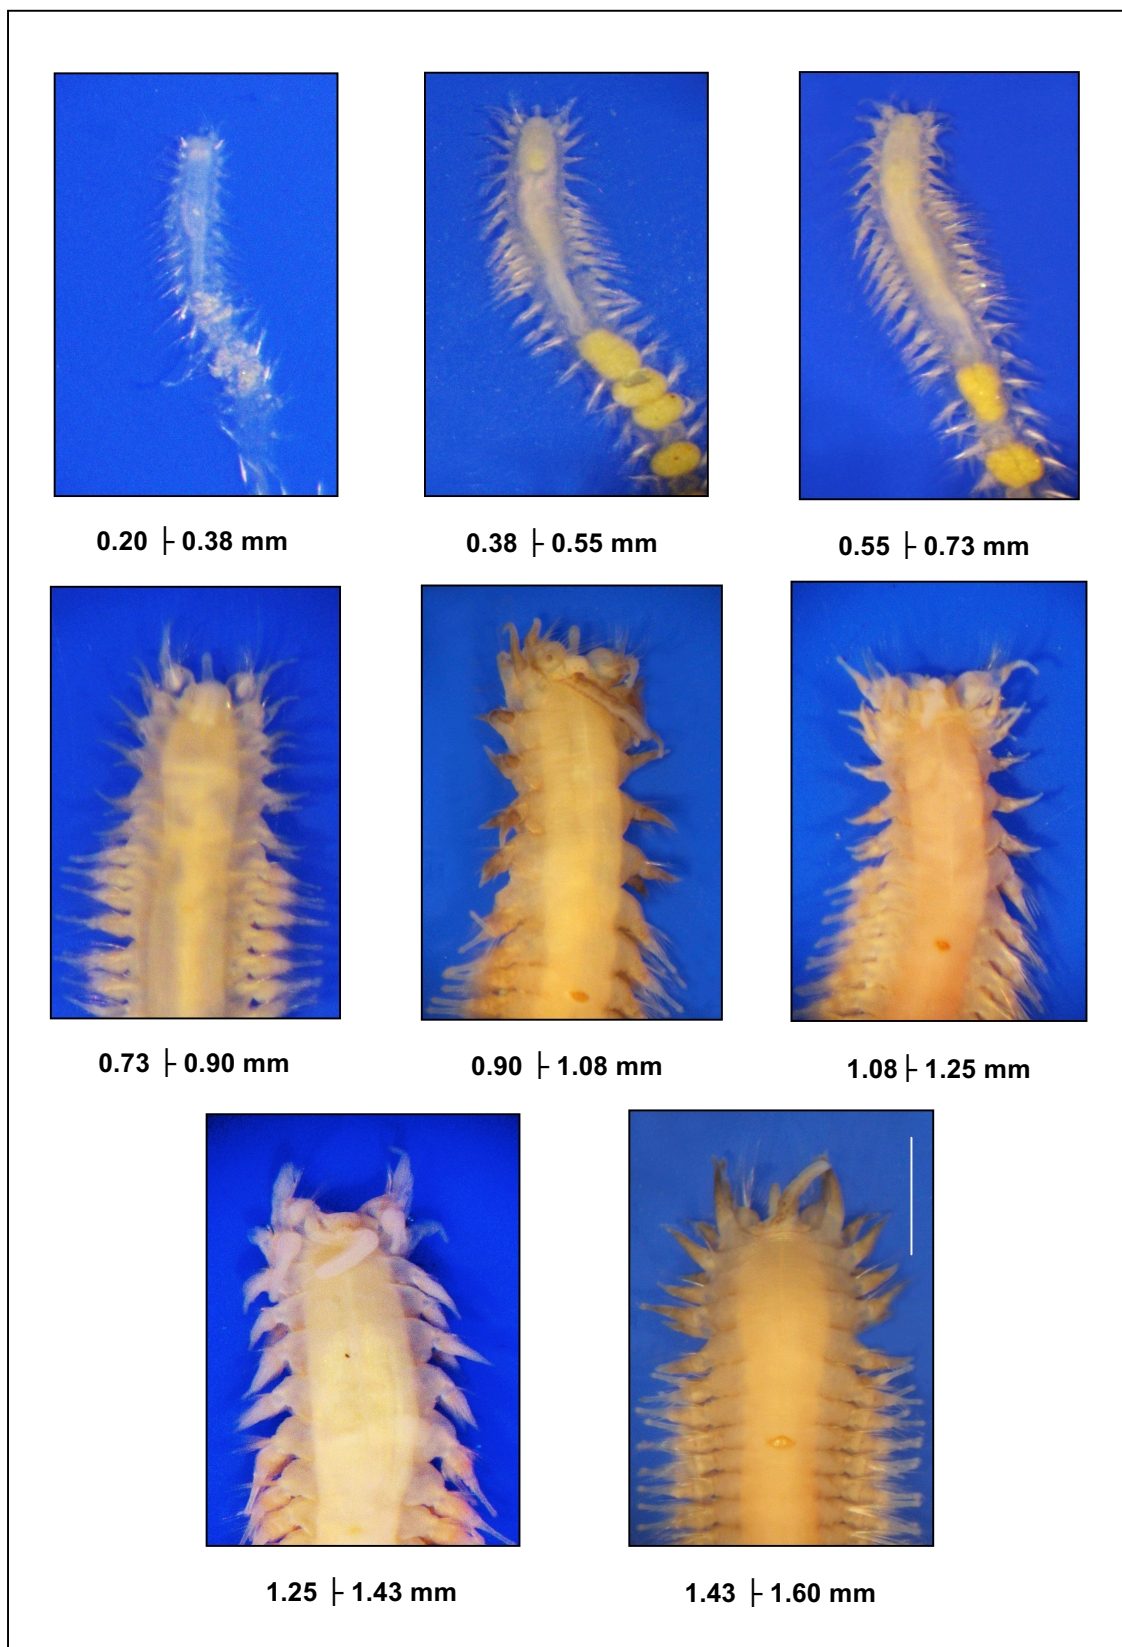 0.20 ├ 0.38 mm
0.38 ├ 0.55 mm
0.55 ├ 0.73 mm
0.73 ├ 0.90 mm
0.90 ├ 1.08 mm
1.08 ├ 1.25 mm
1.25 ├ 1.43 mm
1.43 ├ 1.60 mm